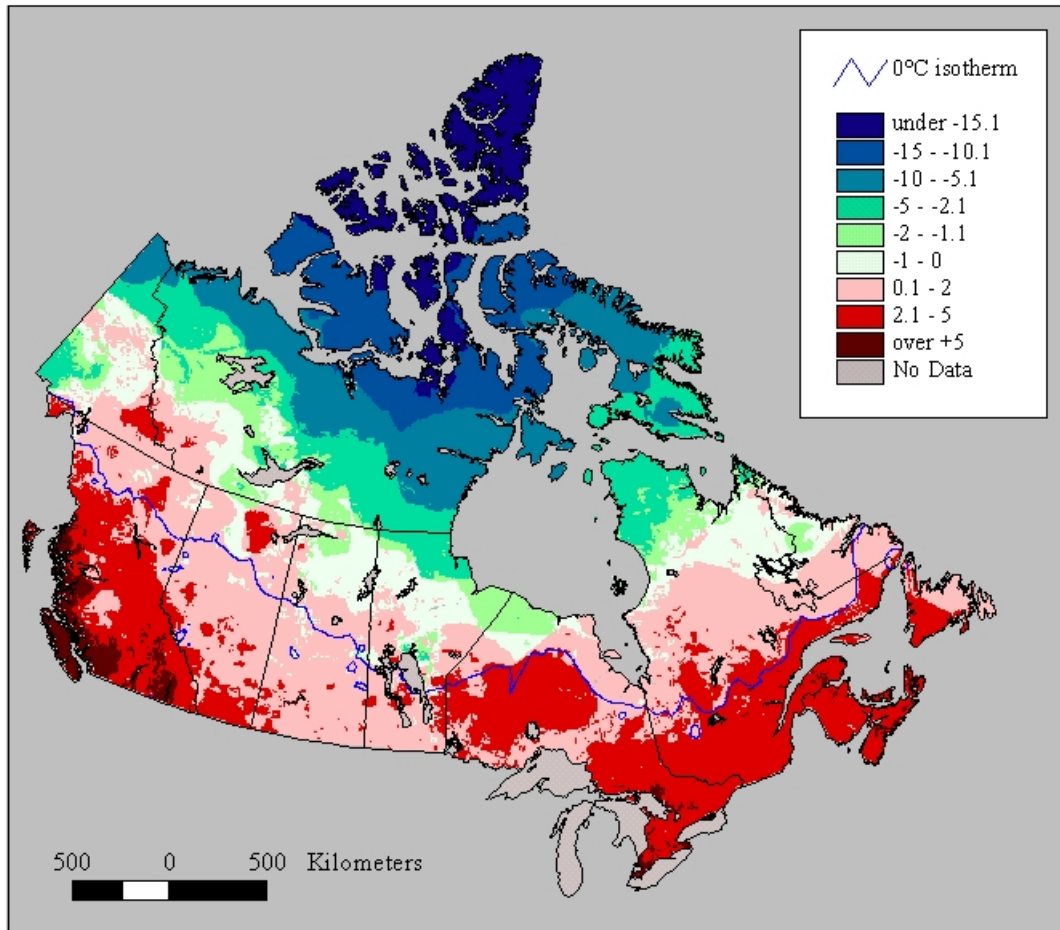 0°C isotherm
under -15.1
-15 - -10.1
-10 - -5.1
-5 - -2.1
-2 - -1.1
-1 - 0
0.1 - 2
2.1 - 5
over +5
No Data
500 0 500 Kilometers